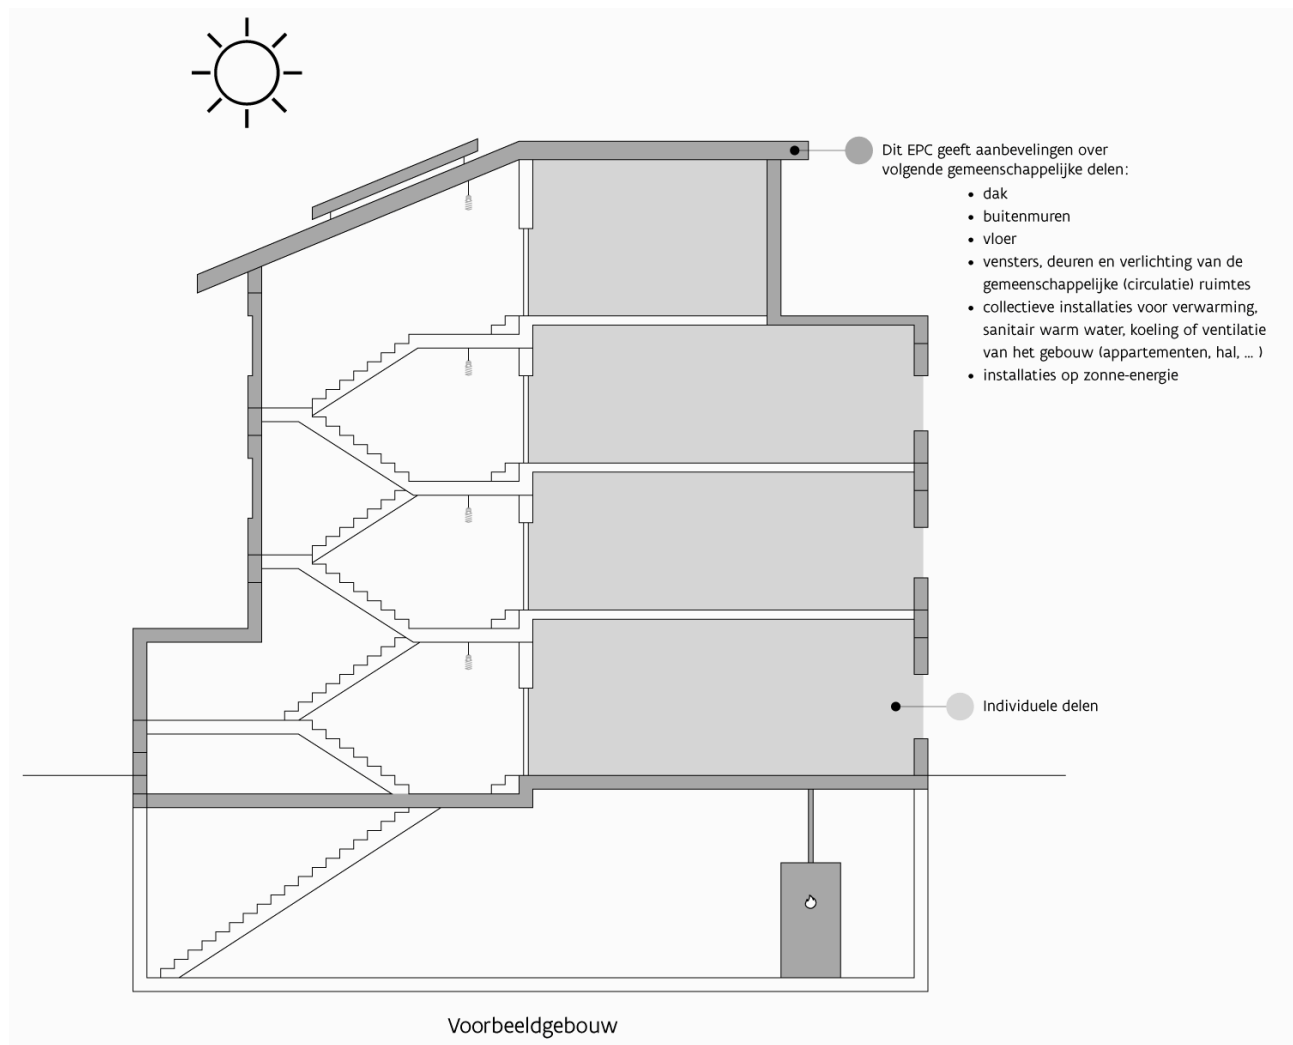 Dit EPC geeft aanbevelingen over
volgende gemeenschappelijke delen:
• dak
• buitenmuren
• vloer
• vensters, deuren en verlichting van de
gemeenschappelijke (circulatie) ruimtes
• collectieve installaties voor verwarming,
sanitair warm water, koeling of ventilatie
van het gebouw (appartementen, hal, ... )
• installaties op zonne-energie
Individuele delen
Voorbeeldgebouw